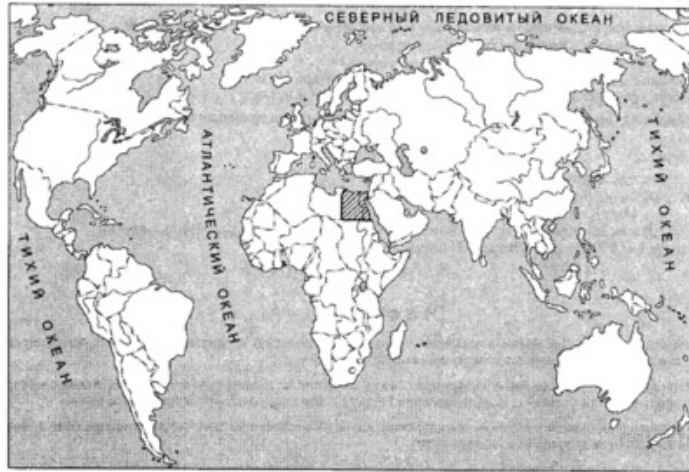 СЕВЕРНЫЙ ЛЕДОВИТЫЙ ОКЕАН
АТЛАНТИЧЕСКИЙ ОКЕАН
ТИХИЙ ОКЕАН
ТИХИЙ ОКЕАН